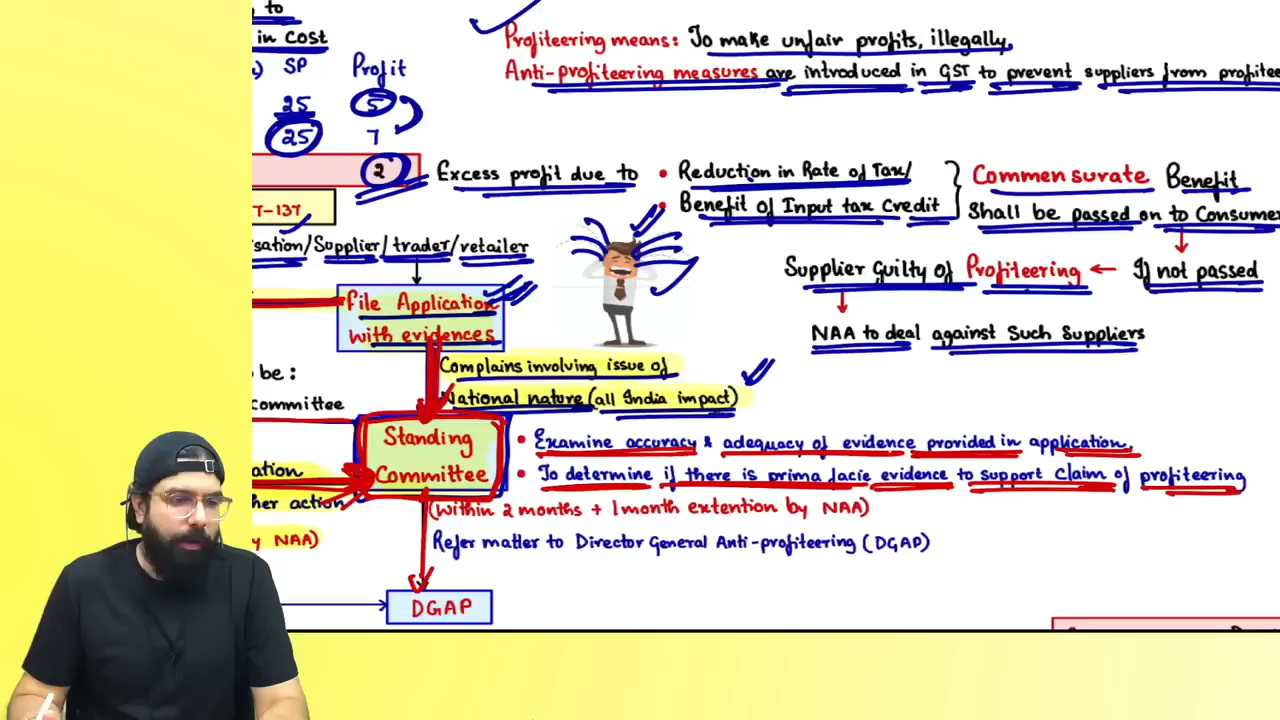 to
in Cost
SP Profit
25 5
25 7
2
Profiteering means: To make unfair profits, illegally
Anti-profiteering measures are introduced in GST to prevent suppliers from profitee
Excess profit due to • Reduction in Rate of Tax/
• Benefit of Input tax Credit
Commensurate Benefit
Shall be passed on to Consume
If not passed
Supplier Guilty of Profiteering
NAA to deal against Such Suppliers
T-137
sation/Supplier/trader/retailer
File Application
with evidences
Complains involving issue of
National nature (all India impact)
o be:
committee
Standing
Committee
• Examine accuracy & adequacy of evidence provided in application,
• To determine if there is prima facie evidence to support Claim of profiteering
(Within 2 months + 1 month extention by NAA)
ation
her action
y NAA)
Refer matter to Director General Anti-profiteering (DGAP)
DGAP